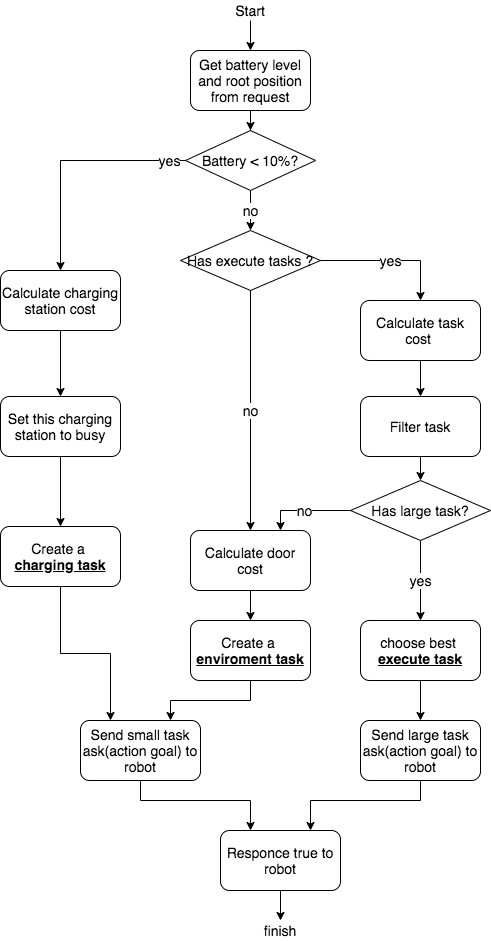 Start
Get battery level
and root position
from request
Battery < 10%?
yes
no
Has execute tasks ?
yes
Calculate charging
station cost
Calculate task
cost
Set this charging
station to busy
Filter task
no
Has large task?
no
Create a
charging task
Calculate door
cost
yes
Create a
enviroment task
choose best
execute task
Send small task
ask(action goal) to
robot
Send large task
ask(action goal) to
robot
Responce true to
robot
finish